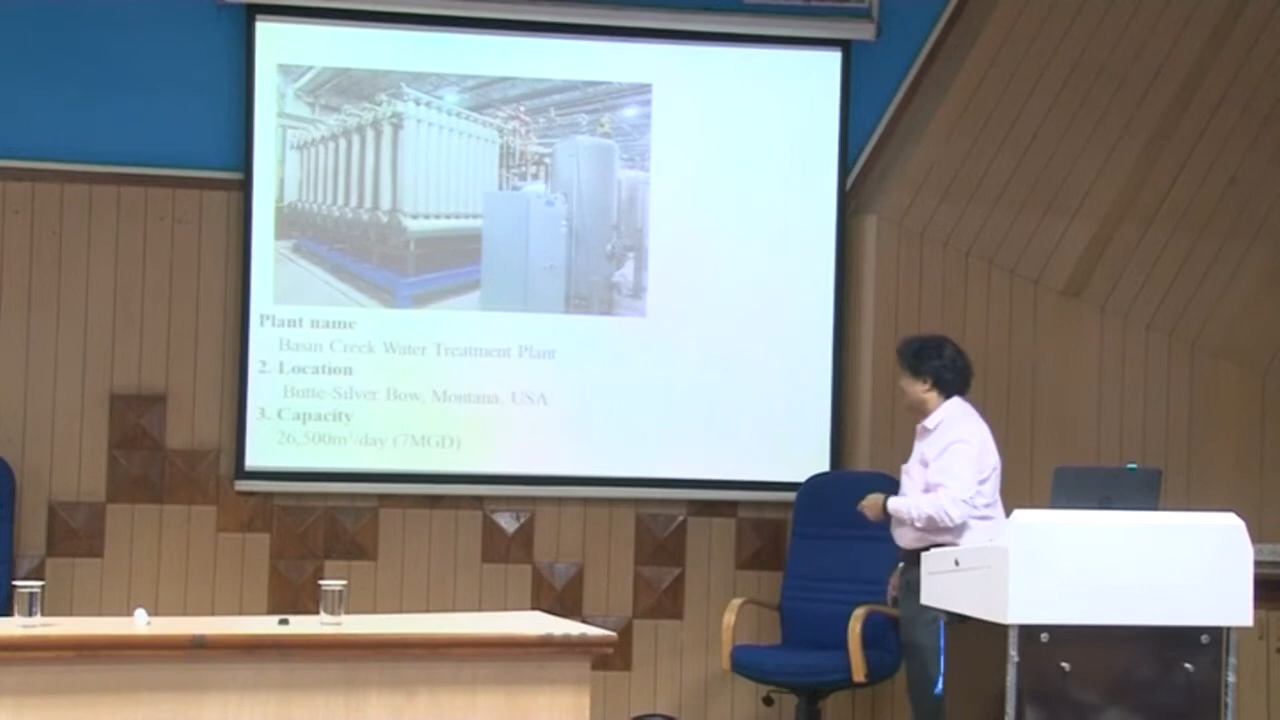 Plant name
Basin Creek Water Treatment Plant
2. Location
Butte-Silver Bow, Montana, USA
3. Capacity
26,500m³/day (7MGD)